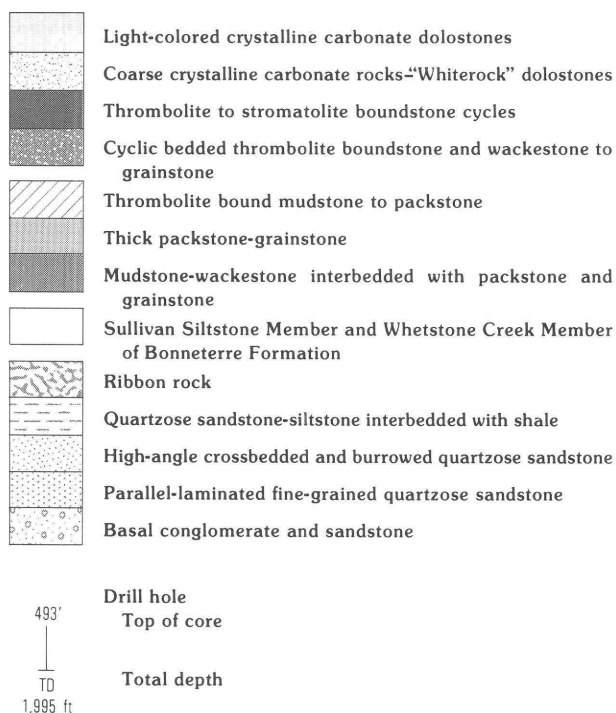 Light-colored crystalline carbonate dolostones
Coarse crystalline carbonate rocks–“Whiterock” dolostones
Thrombolite to stromatolite boundstone cycles
Cyclic bedded thrombolite boundstone and wackestone to
grainstone
Thrombolite bound mudstone to packstone
Thick packstone-grainstone
Mudstone-wackestone interbedded with packstone and
grainstone
Sullivan Siltstone Member and Whetstone Creek Member
of Bonneterre Formation
Ribbon rock
Quartzose sandstone-siltstone interbedded with shale
High-angle crossbedded and burrowed quartzose sandstone
Parallel-laminated fine-grained quartzose sandstone
Basal conglomerate and sandstone
Drill hole
493′ Top of core
TD Total depth
1,995 ft